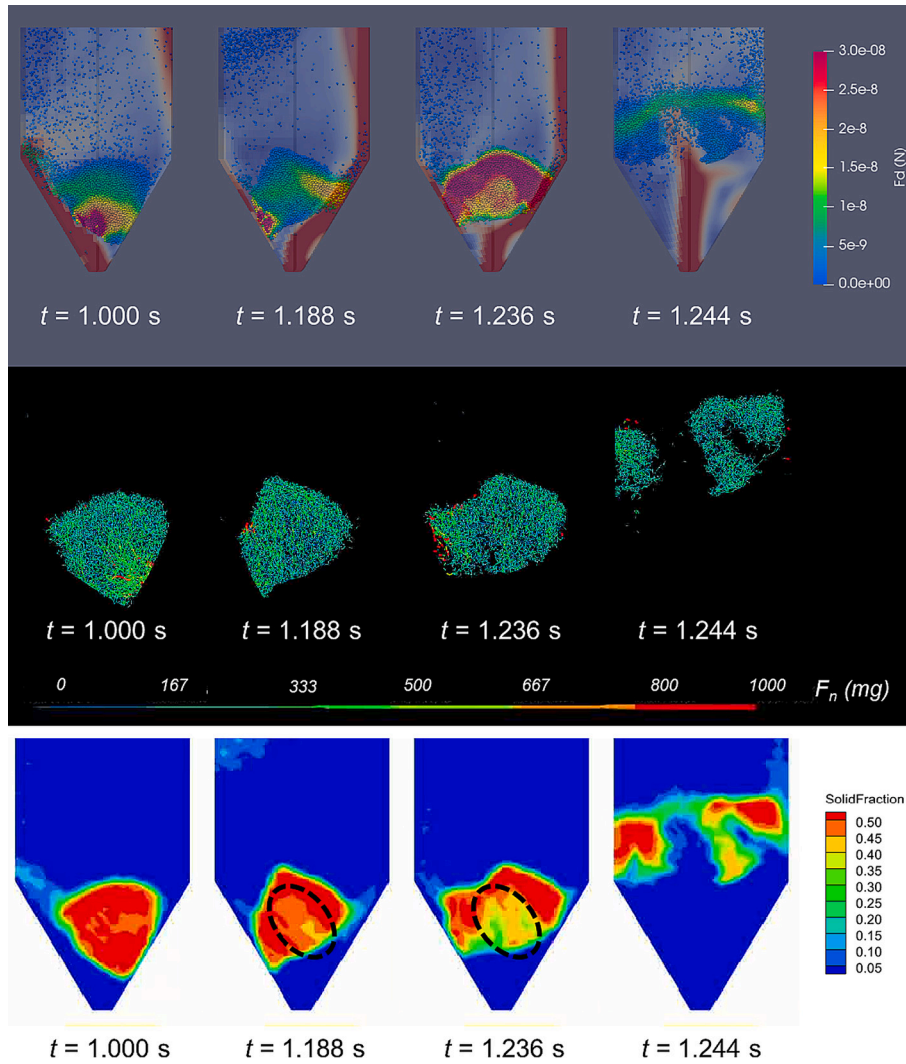 3.0e-08
2.5e-8
2e-8
1.5e-8
1e-8
5e-9
0.0e+00
Fd (N)
t = 1.000 s t = 1.188 s t = 1.236 s t = 1.244 s
t = 1.000 s t = 1.188 s t = 1.236 s t = 1.244 s
0 167 333 500 667 800 1000 Fn (mg)
SolidFraction
0.50
0.45
0.40
0.35
0.30
0.25
0.20
0.15
0.10
0.05
t = 1.000 s t = 1.188 s t = 1.236 s t = 1.244 s